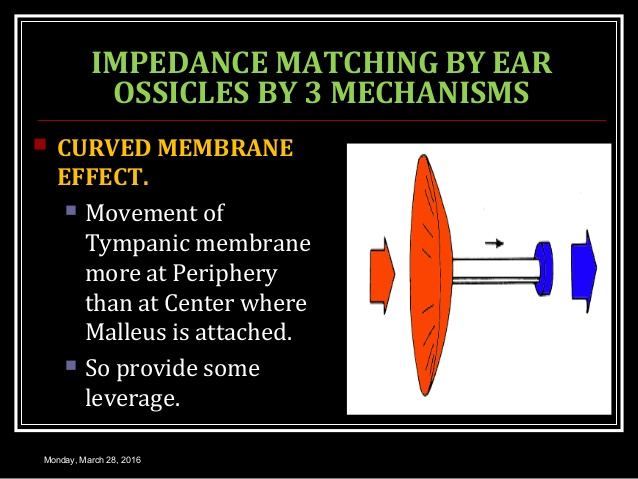 IMPEDANCE MATCHING BY EAR
OSSICLES BY 3 MECHANISMS
CURVED MEMBRANE
EFFECT.
Movement of
Tympanic membrane
more at Periphery
than at Center where
Malleus is attached.
So provide some
leverage.
Monday, March 28, 2016